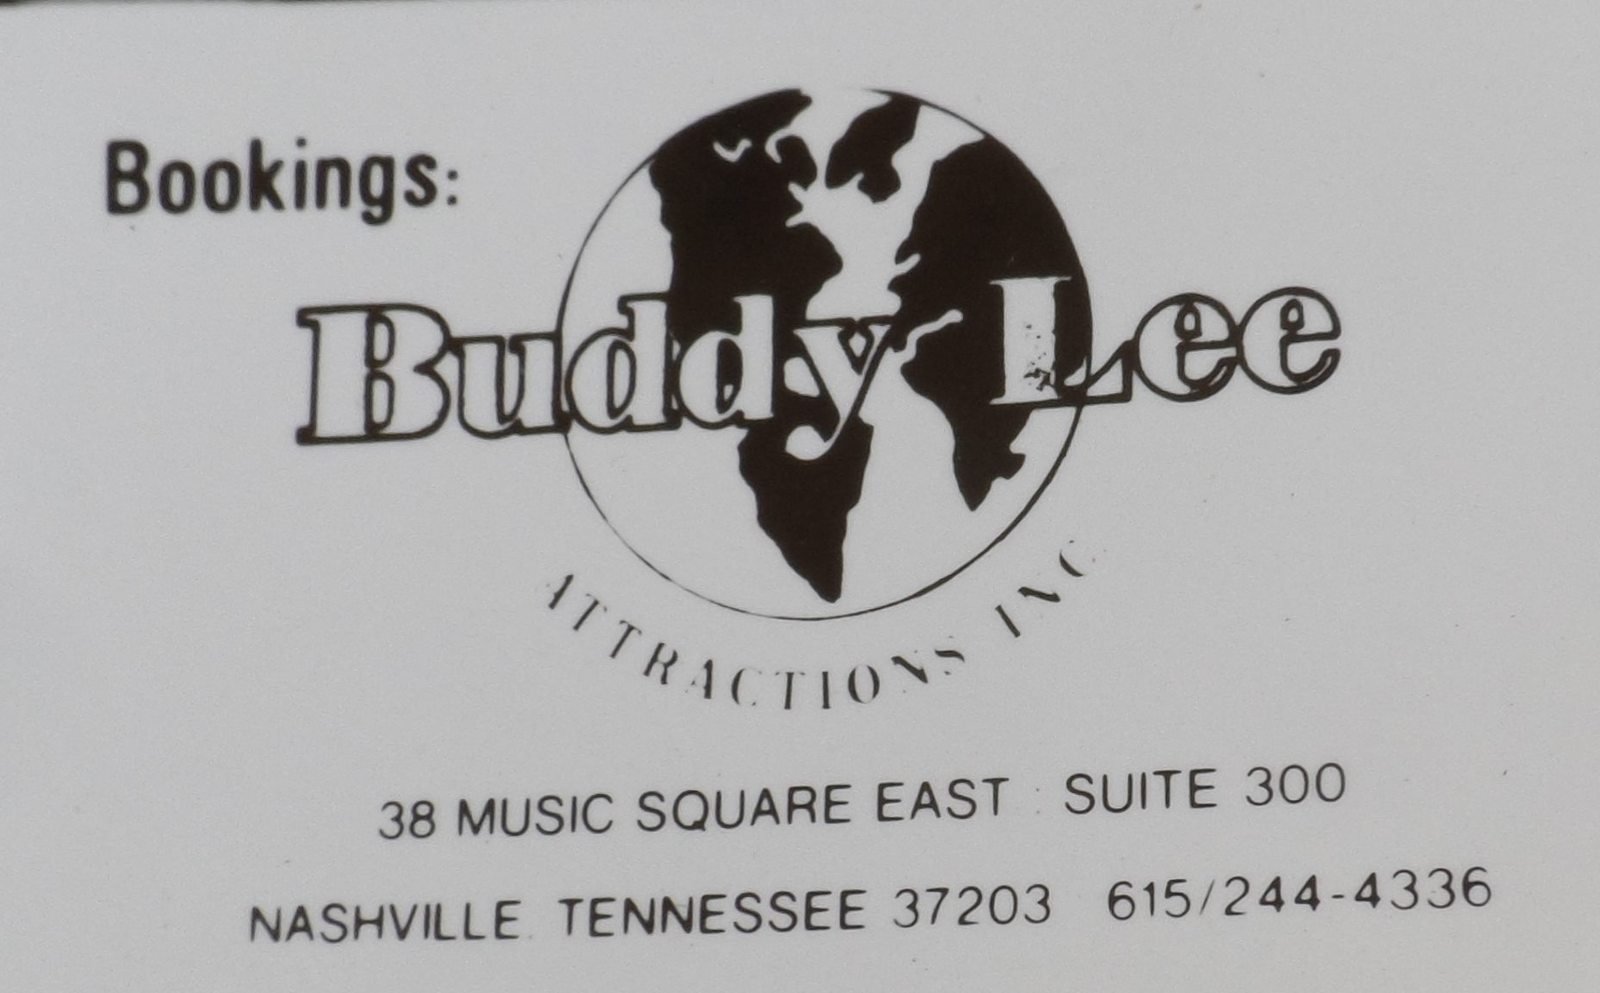 Bookings:
Buddy Lee
ATTRACTIONS INC
38 MUSIC SQUARE EAST SUITE 300
NASHVILLE TENNESSEE 37203 615/244-4336